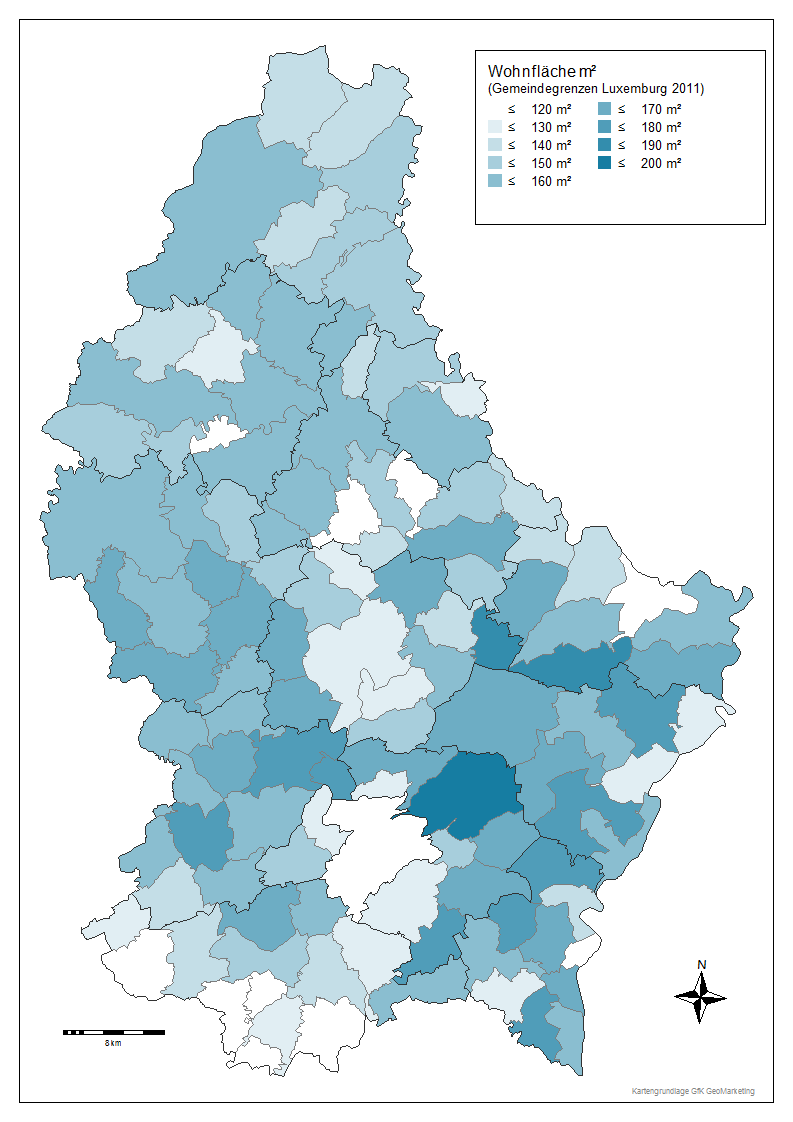 Wohnfläche m²
(Gemeindegrenzen Luxemburg 2011)
≤ 120 m² ≤ 170 m²
≤ 130 m² ≤ 180 m²
≤ 140 m² ≤ 190 m²
≤ 150 m² ≤ 200 m²
≤ 160 m²
N
8 km
Kartengrundlage GfK GeoMarketing